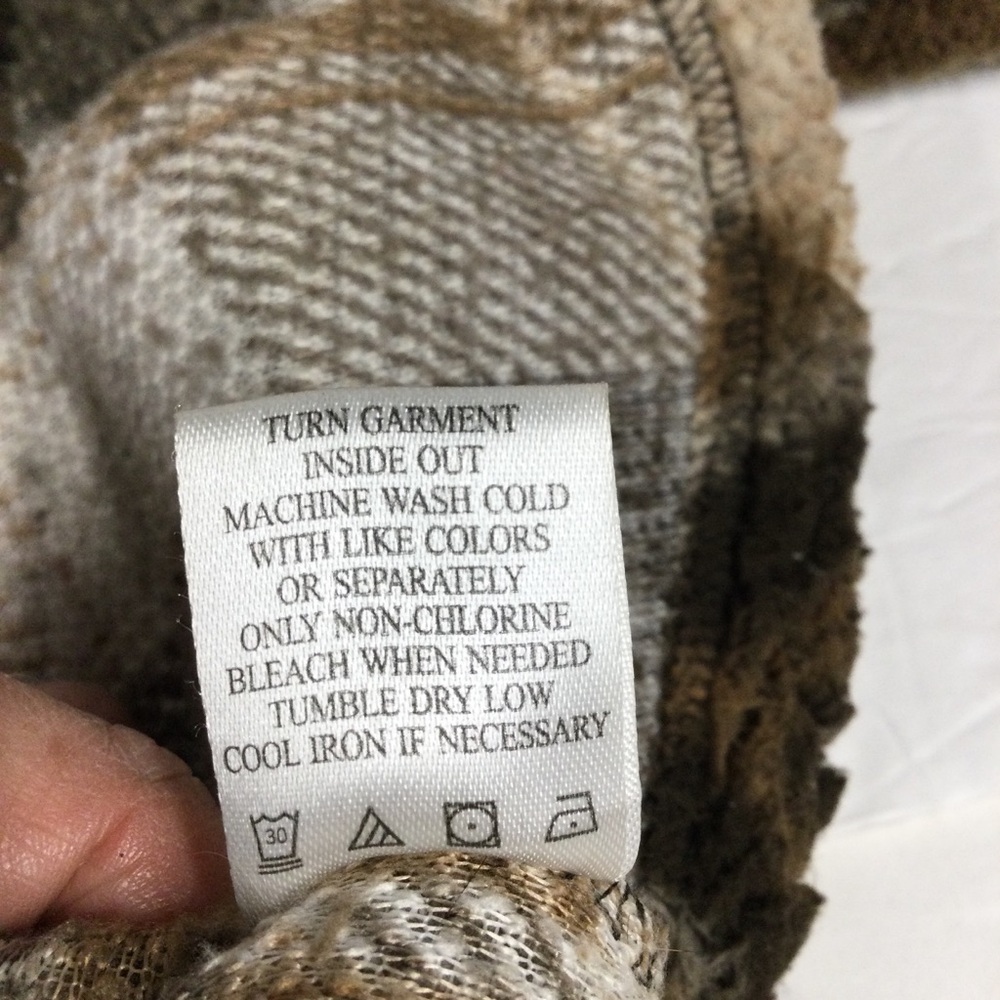 TURN GARMENT
INSIDE OUT
MACHINE WASH COLD
WITH LIKE COLORS
OR SEPARATELY
ONLY NON-CHLORINE
BLEACH WHEN NEEDED
TUMBLE DRY LOW
COOL IRON IF NECESSARY
30